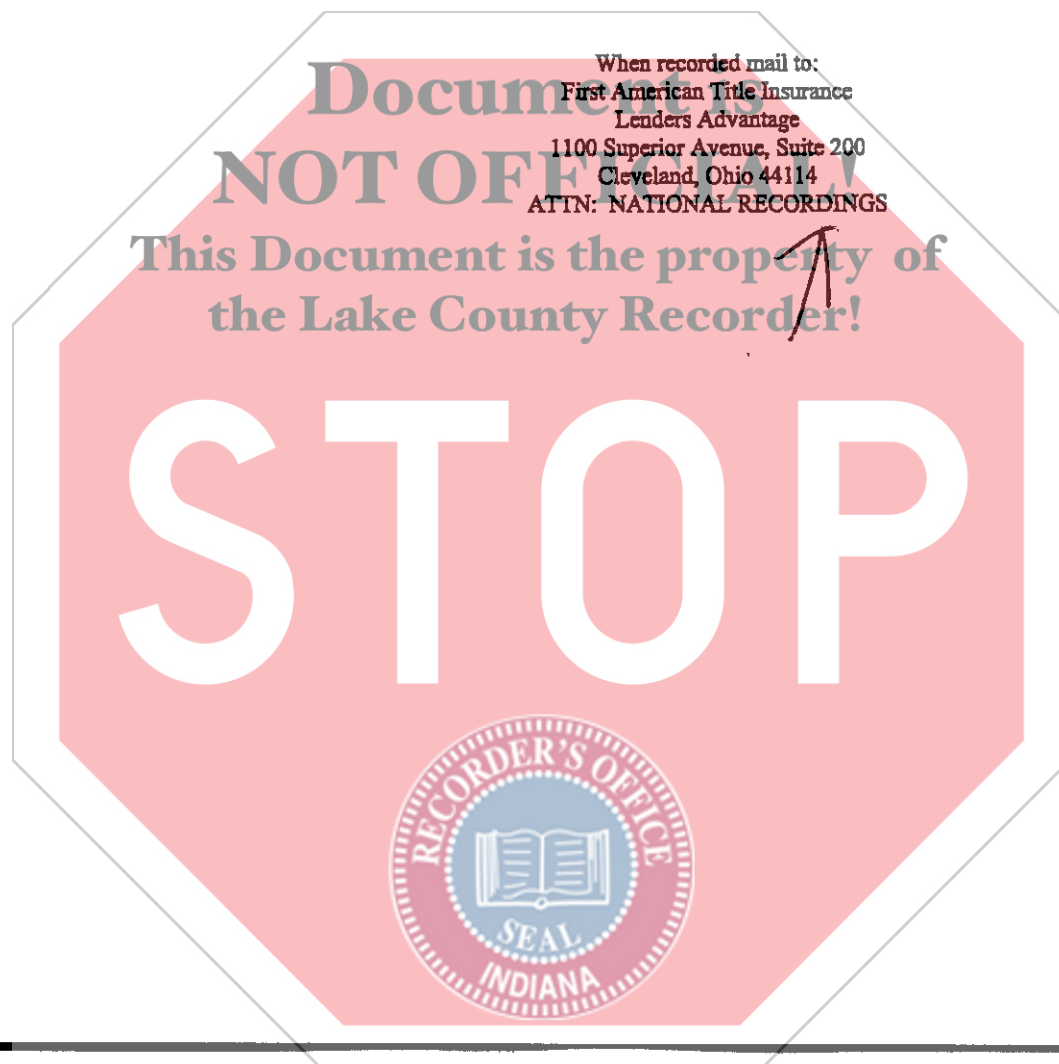 When recorded mail to:
First American Title Insurance
Lenders Advantage
1100 Superior Avenue, Suite 200
Cleveland, Ohio 44114
ATTN: NATIONAL RECORDINGS
Document is
NOT OFFICIAL!
This Document is the property of
the Lake County Recorder!
STOP
RECORDER'S OFFICE
SEAL
INDIANA